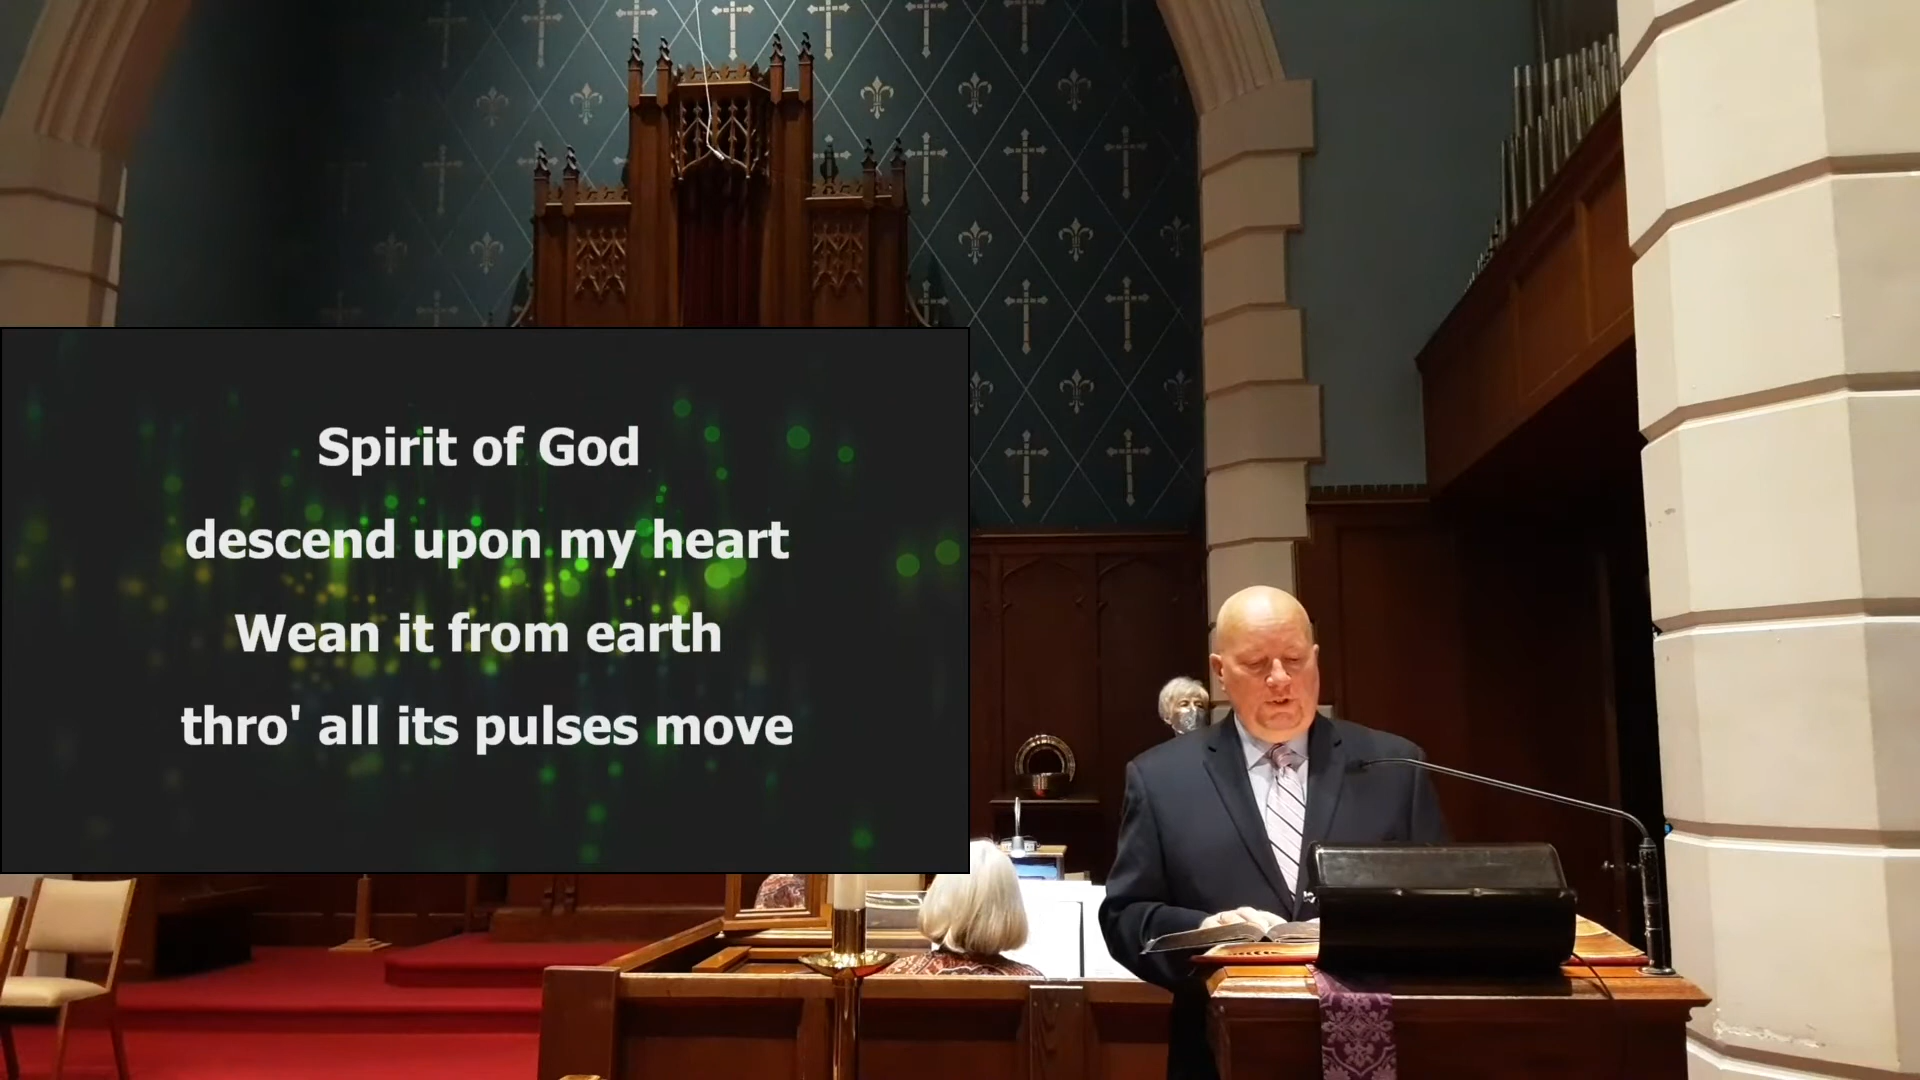 Spirit of God
descend upon my heart
Wean it from earth
thro' all its pulses move